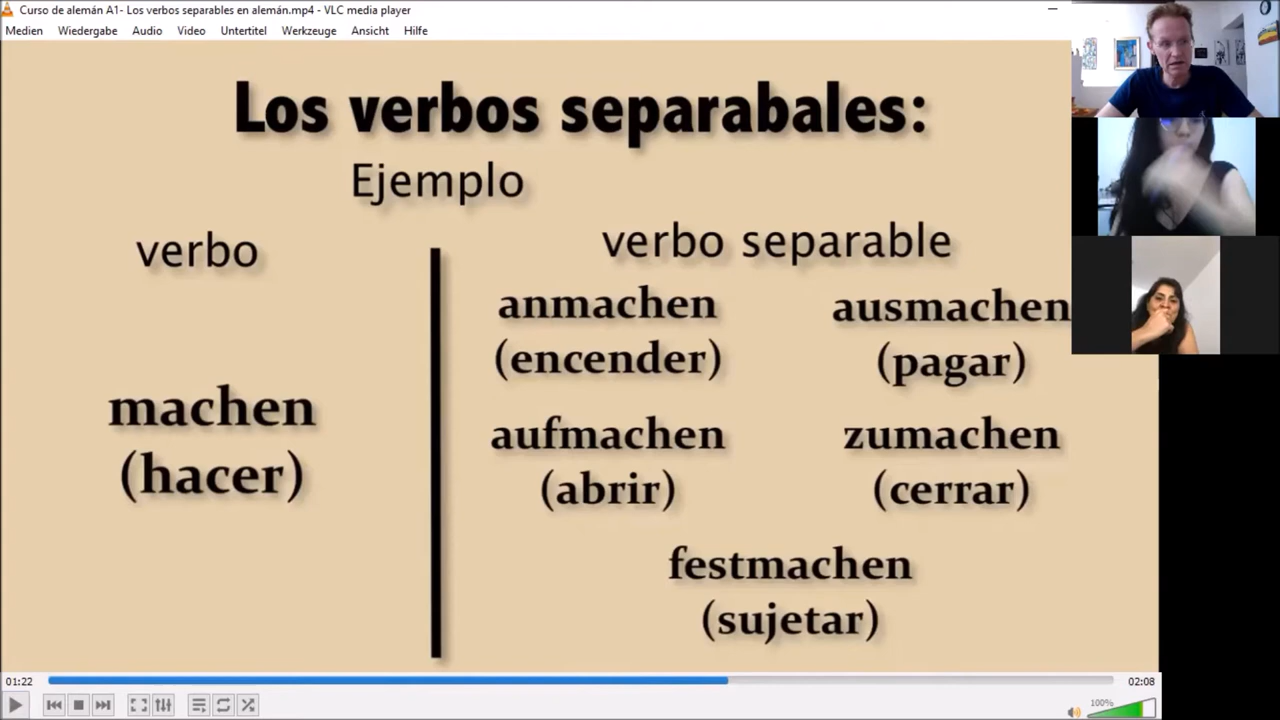 Curso de alemán A1- Los verbos separables en alemán.mp4 - VLC media player
Medien Wiedergabe Audio Video Untertitel Werkzeuge Ansicht Hilfe
Los verbos separabales:
Ejemplo
verbo
verbo separable
anmachen
(encender)
ausmachen
(pagar)
machen
(hacer)
aufmachen
(abrir)
zumachen
(cerrar)
festmachen
(sujetar)
01:22
02:08
100%